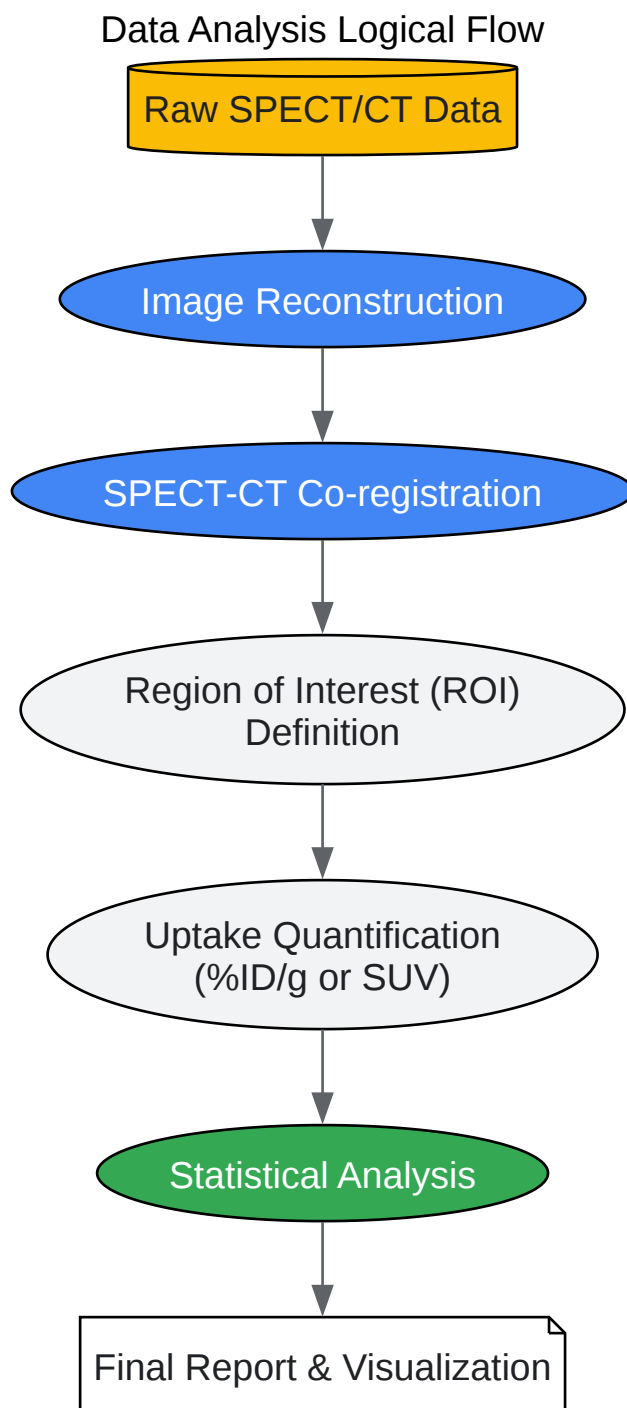 Data Analysis Logical Flow
Raw SPECT/CT Data
Image Reconstruction
SPECT-CT Co-registration
Region of Interest (ROI)
Definition
Uptake Quantification
(%ID/g or SUV)
Statistical Analysis
Final Report & Visualization